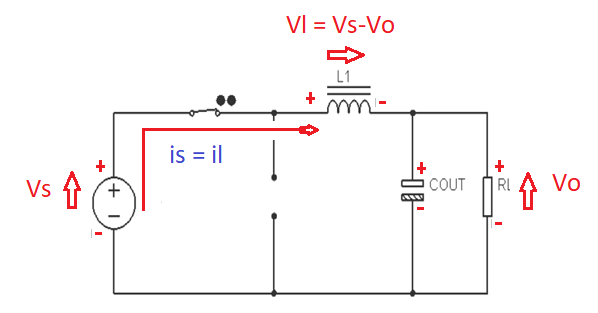 Vl = Vs-Vo
L1
+ -
is = il
+
Vs
+
-
-
+
COUT
-
+
RL
-
Vo